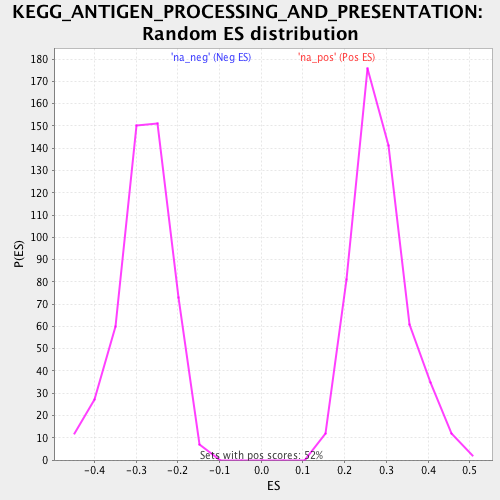 KEGG_ANTIGEN_PROCESSING_AND_PRESENTATION:
Random ES distribution
'na_neg' (Neg ES) 'na_pos' (Pos ES)
180
170
160
150
140
130
120
110
100
90
80
70
60
50
40
30
20
10
0
P(ES)
Sets with pos scores: 52%
-0.4 -0.3 -0.2 -0.1 0.0 0.1 0.2 0.3 0.4 0.5
ES